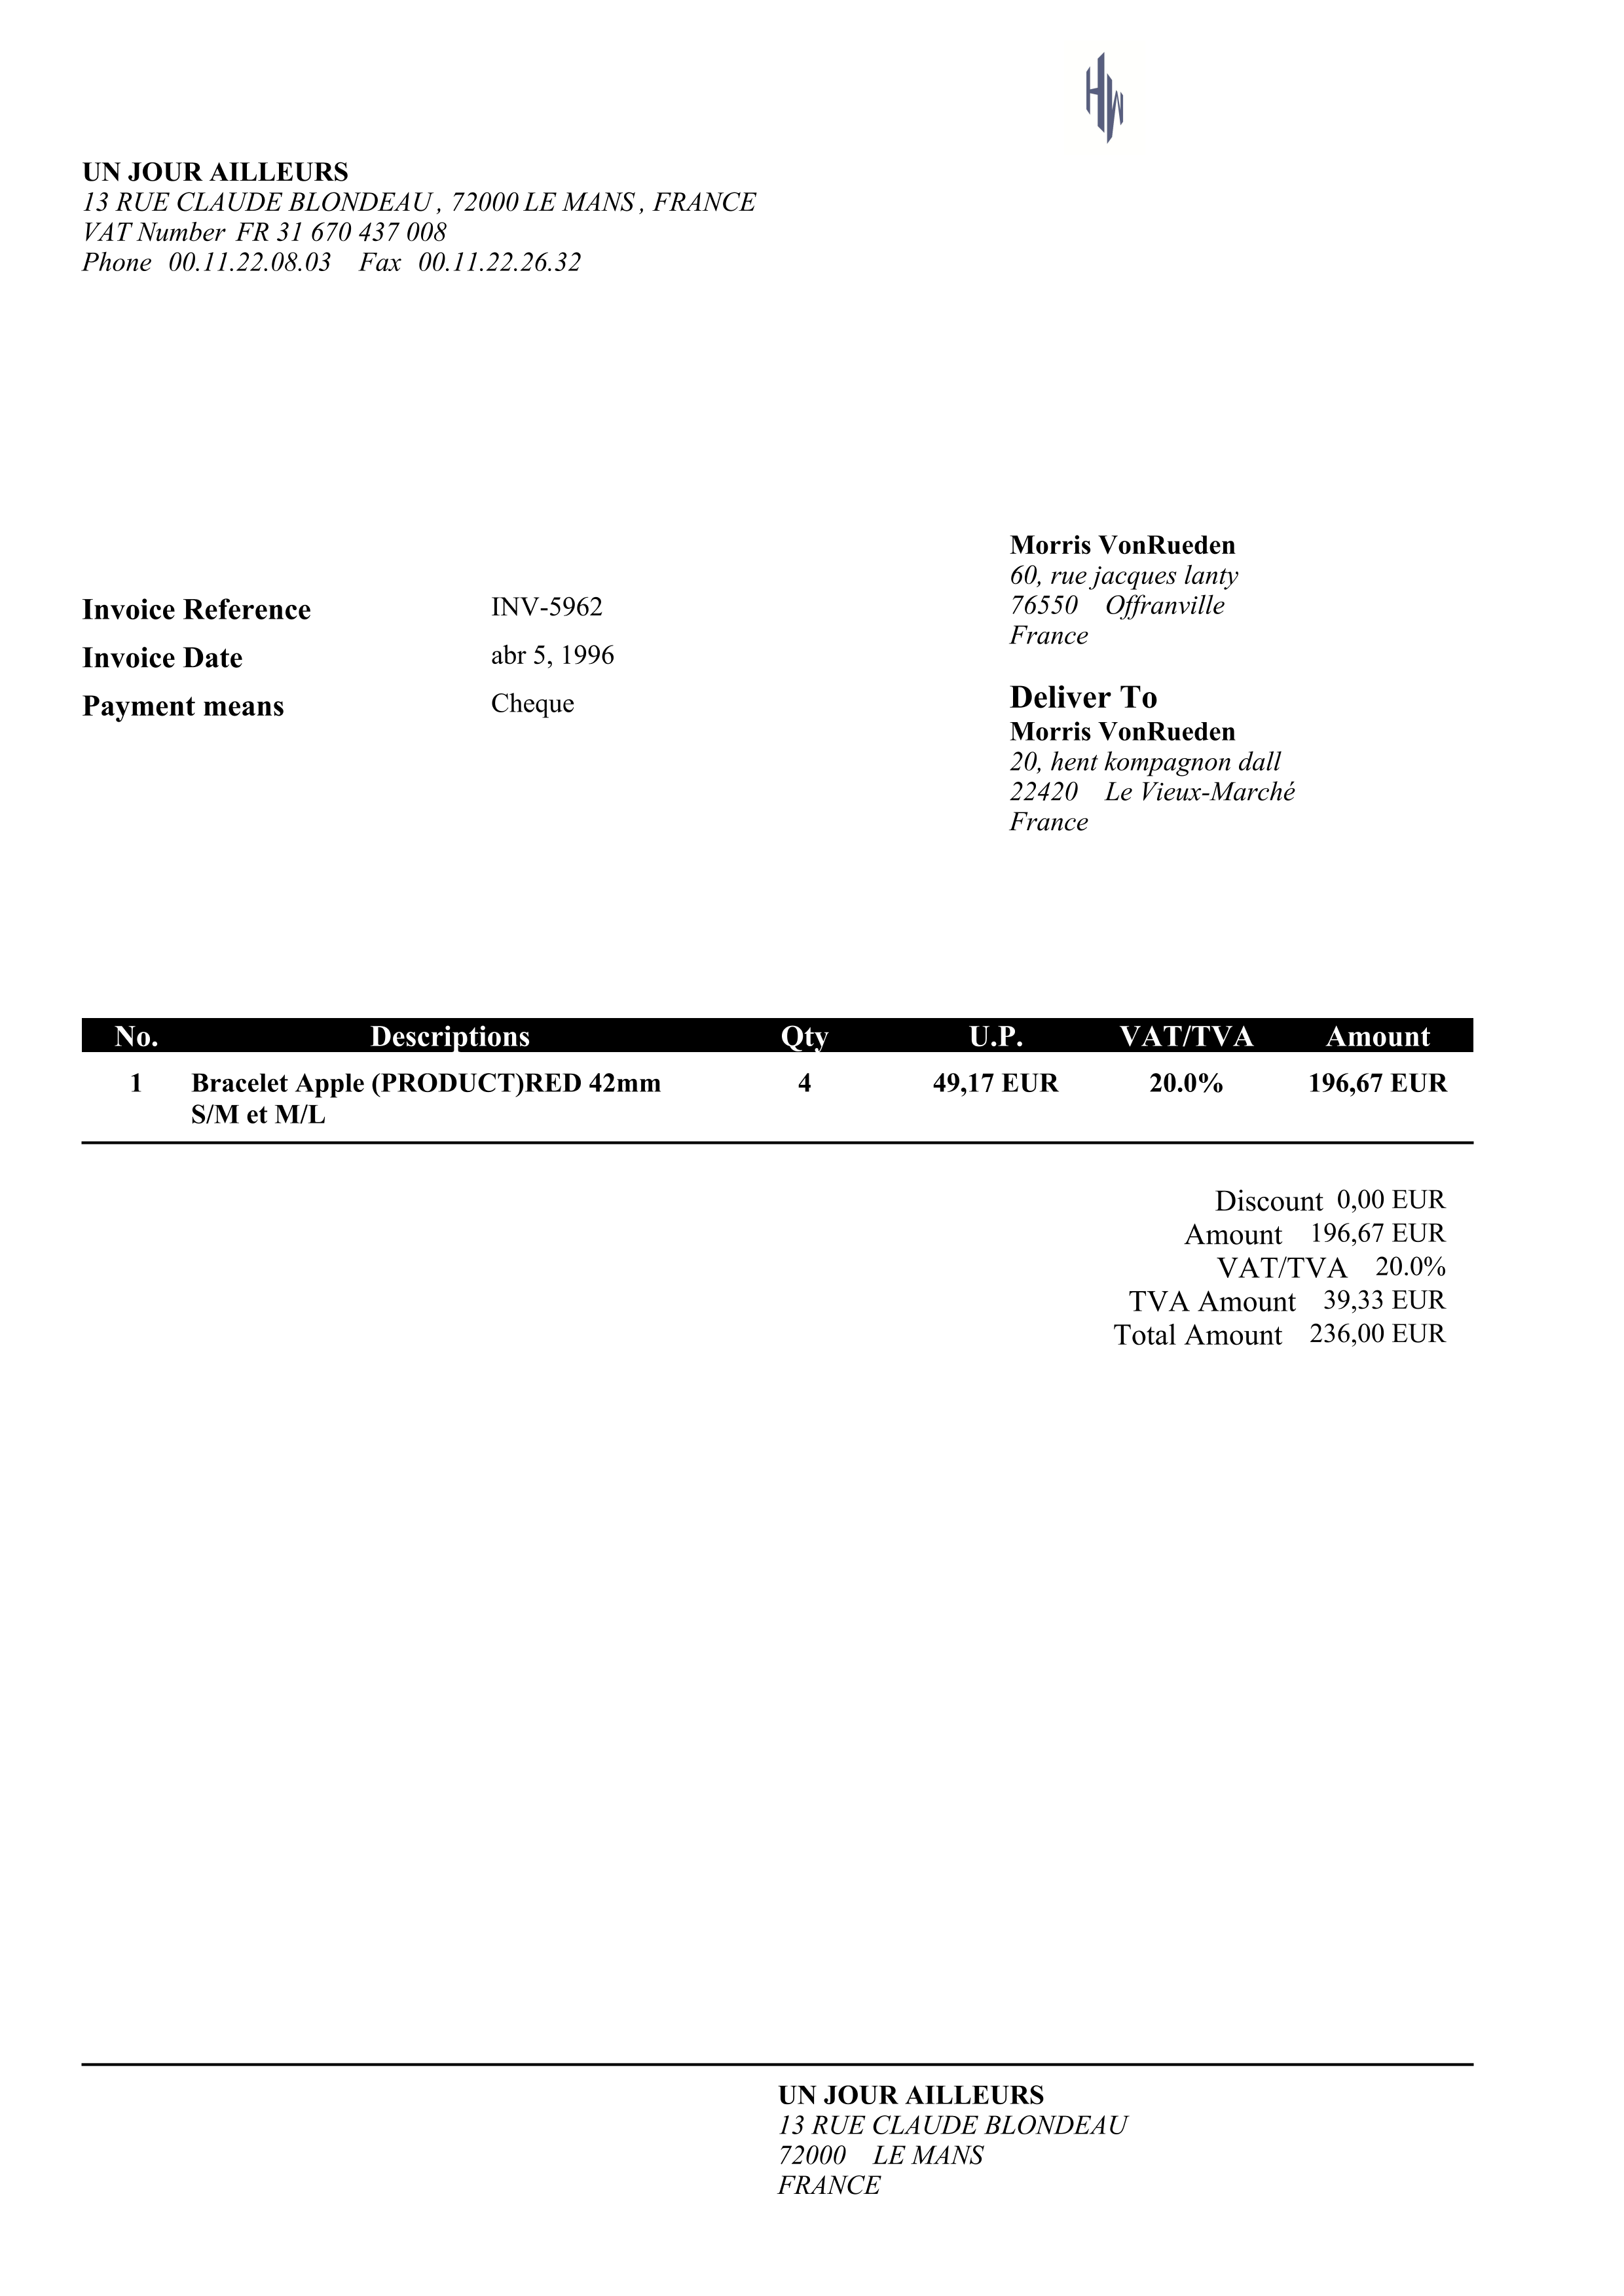 HW
UN JOUR AILLEURS
13 RUE CLAUDE BLONDEAU , 72000 LE MANS , FRANCE
VAT Number FR 31 670 437 008
Phone 00.11.22.08.03 Fax 00.11.22.26.32
Invoice Reference INV-5962
Invoice Date abr 5, 1996
Payment means Cheque
Morris VonRueden
60, rue jacques lanty
76550 Offranville
France
Deliver To
Morris VonRueden
20, hent kompagnon dall
22420 Le Vieux-Marché
France
No. Descriptions Qty U.P. VAT/TVA Amount
1 Bracelet Apple (PRODUCT)RED 42mm 4 49,17 EUR 20.0% 196,67 EUR
S/M et M/L
Discount 0,00 EUR
Amount 196,67 EUR
VAT/TVA 20.0%
TVA Amount 39,33 EUR
Total Amount 236,00 EUR
UN JOUR AILLEURS
13 RUE CLAUDE BLONDEAU
72000 LE MANS
FRANCE